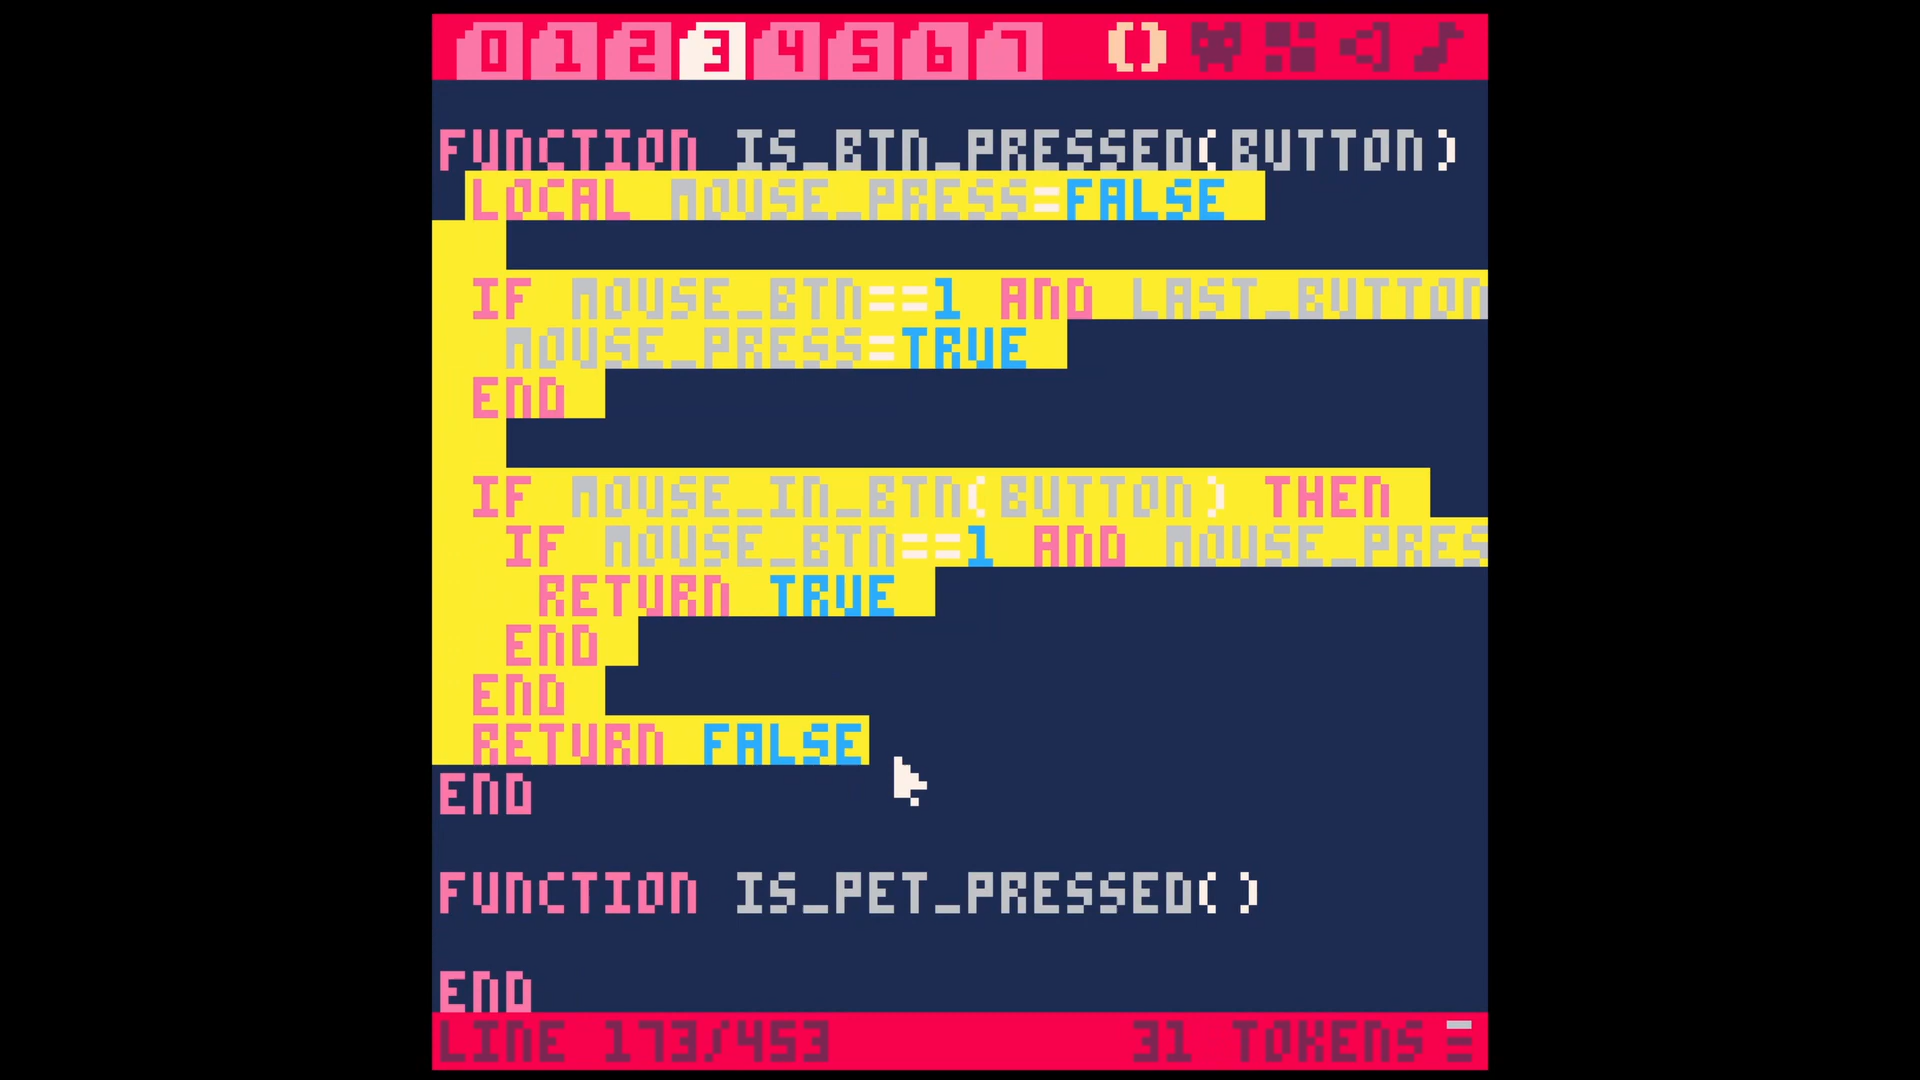 0 1 2 3 4 5 6 7 ()
FUNCTION IS_BTN_PRESSED(BUTTON)
LOCAL MOUSE_PRESS=FALSE
IF MOUSE_BTN==1 AND LAST_BUTTON
MOUSE_PRESS=TRUE
END
IF MOUSE_IN_BTN(BUTTON) THEN
IF MOUSE_BTN==1 AND MOUSE_PRES
RETURN TRUE
END
END
RETURN FALSE
END
FUNCTION IS_PET_PRESSED()
END
LINE 173/453 31 TOKENS